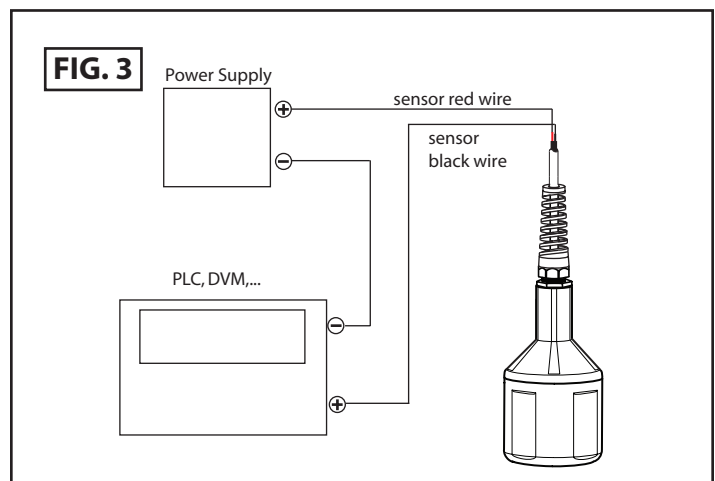 FIG. 3
Power Supply
+
sensor red wire
sensor
black wire
−
PLC, DVM,...
−
+